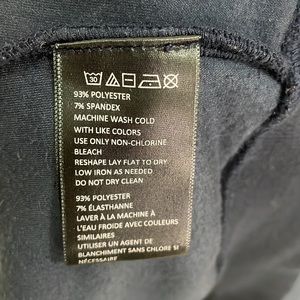 30
93% POLYESTER
7% SPANDEX
MACHINE WASH COLD
WITH LIKE COLORS
USE ONLY NON-CHLORINE
BLEACH
RESHAPE LAY FLAT TO DRY
LOW IRON AS NEEDED
DO NOT DRY CLEAN
93% POLYESTER
7% ÉLASTHANNE
LAVER À LA MACHINE À
L'EAU FROIDE AVEC COULEURS
SIMILAIRES
UTILISER UN AGENT DE
BLANCHIMENT SANS CHLORE SI
NÉCESSAIRE